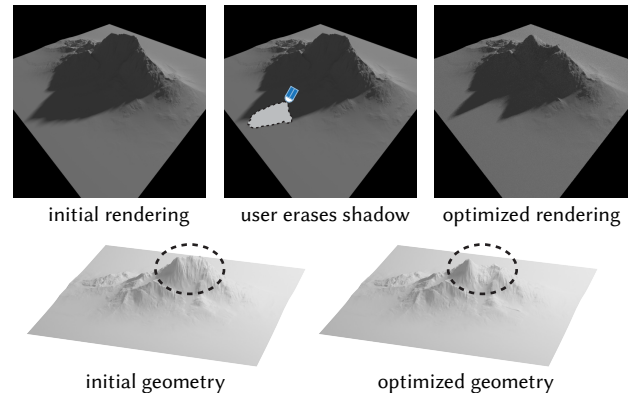 initial rendering
user erases shadow
optimized rendering
initial geometry
optimized geometry